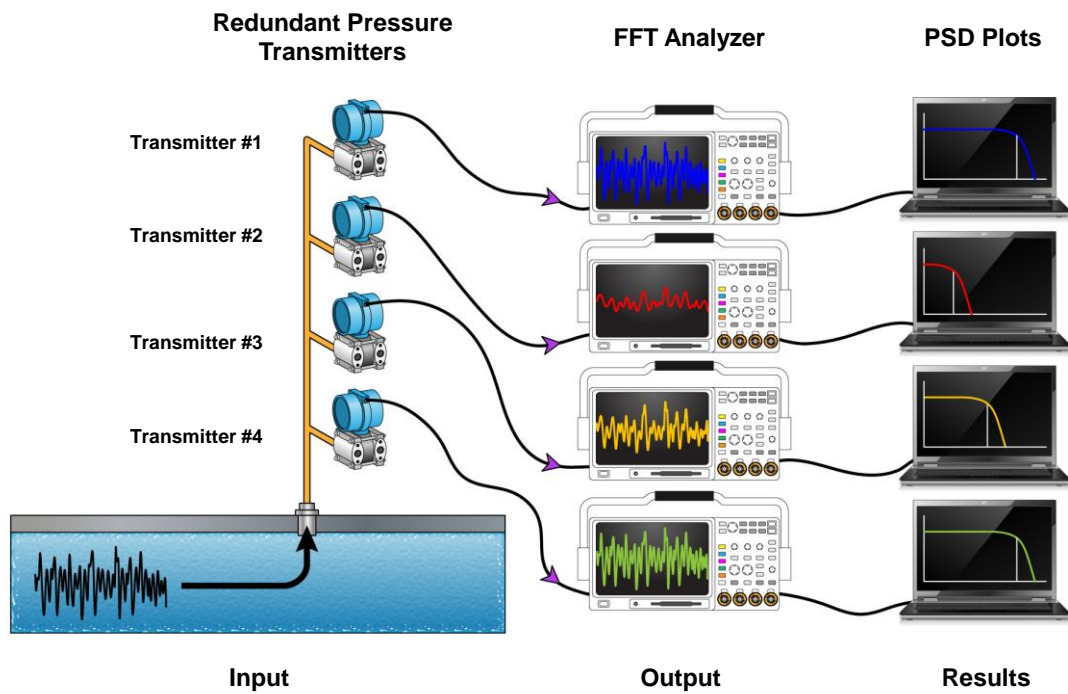 Redundant Pressure
Transmitters
FFT Analyzer
PSD Plots
Transmitter #1
Transmitter #2
Transmitter #3
Transmitter #4
Input
Output
Results